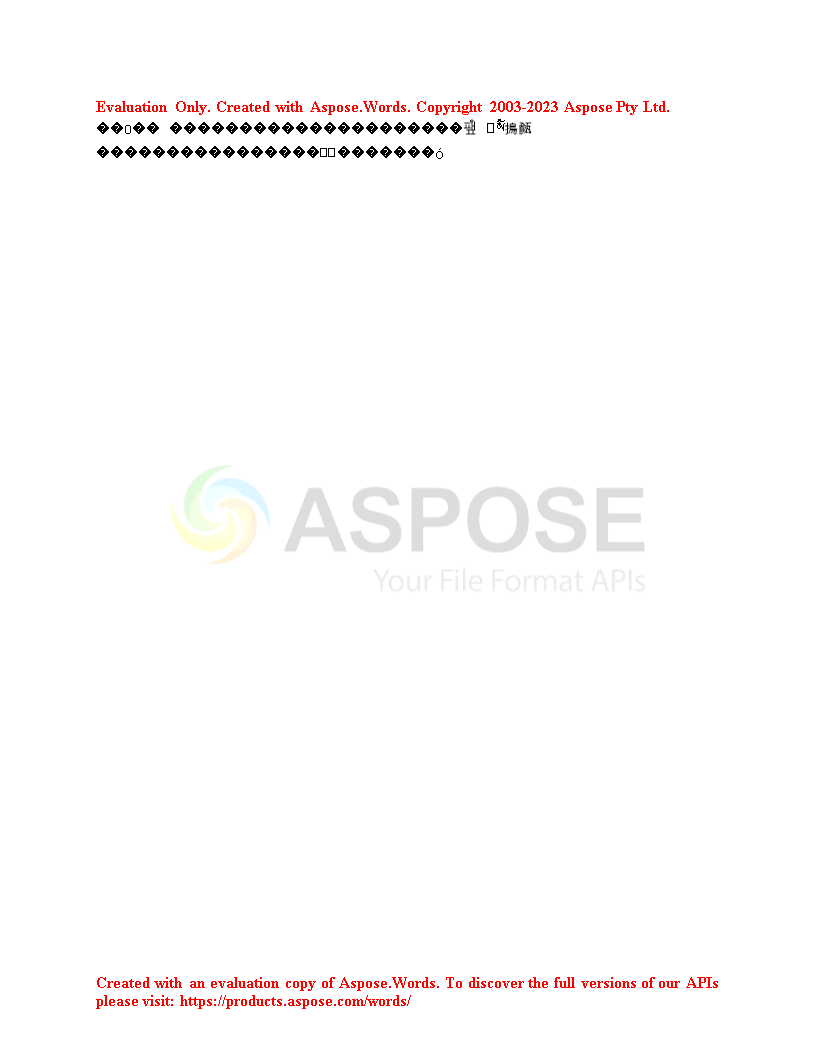 Evaluation Only. Created with Aspose.Words. Copyright 2003-2023 Aspose Pty Ltd.
��▯�� ���������������������
��������������������▯▯�������ó
ASPOSE
Your File Format APIs
Created with an evaluation copy of Aspose.Words. To discover the full versions of our APIs
please visit: https://products.aspose.com/words/